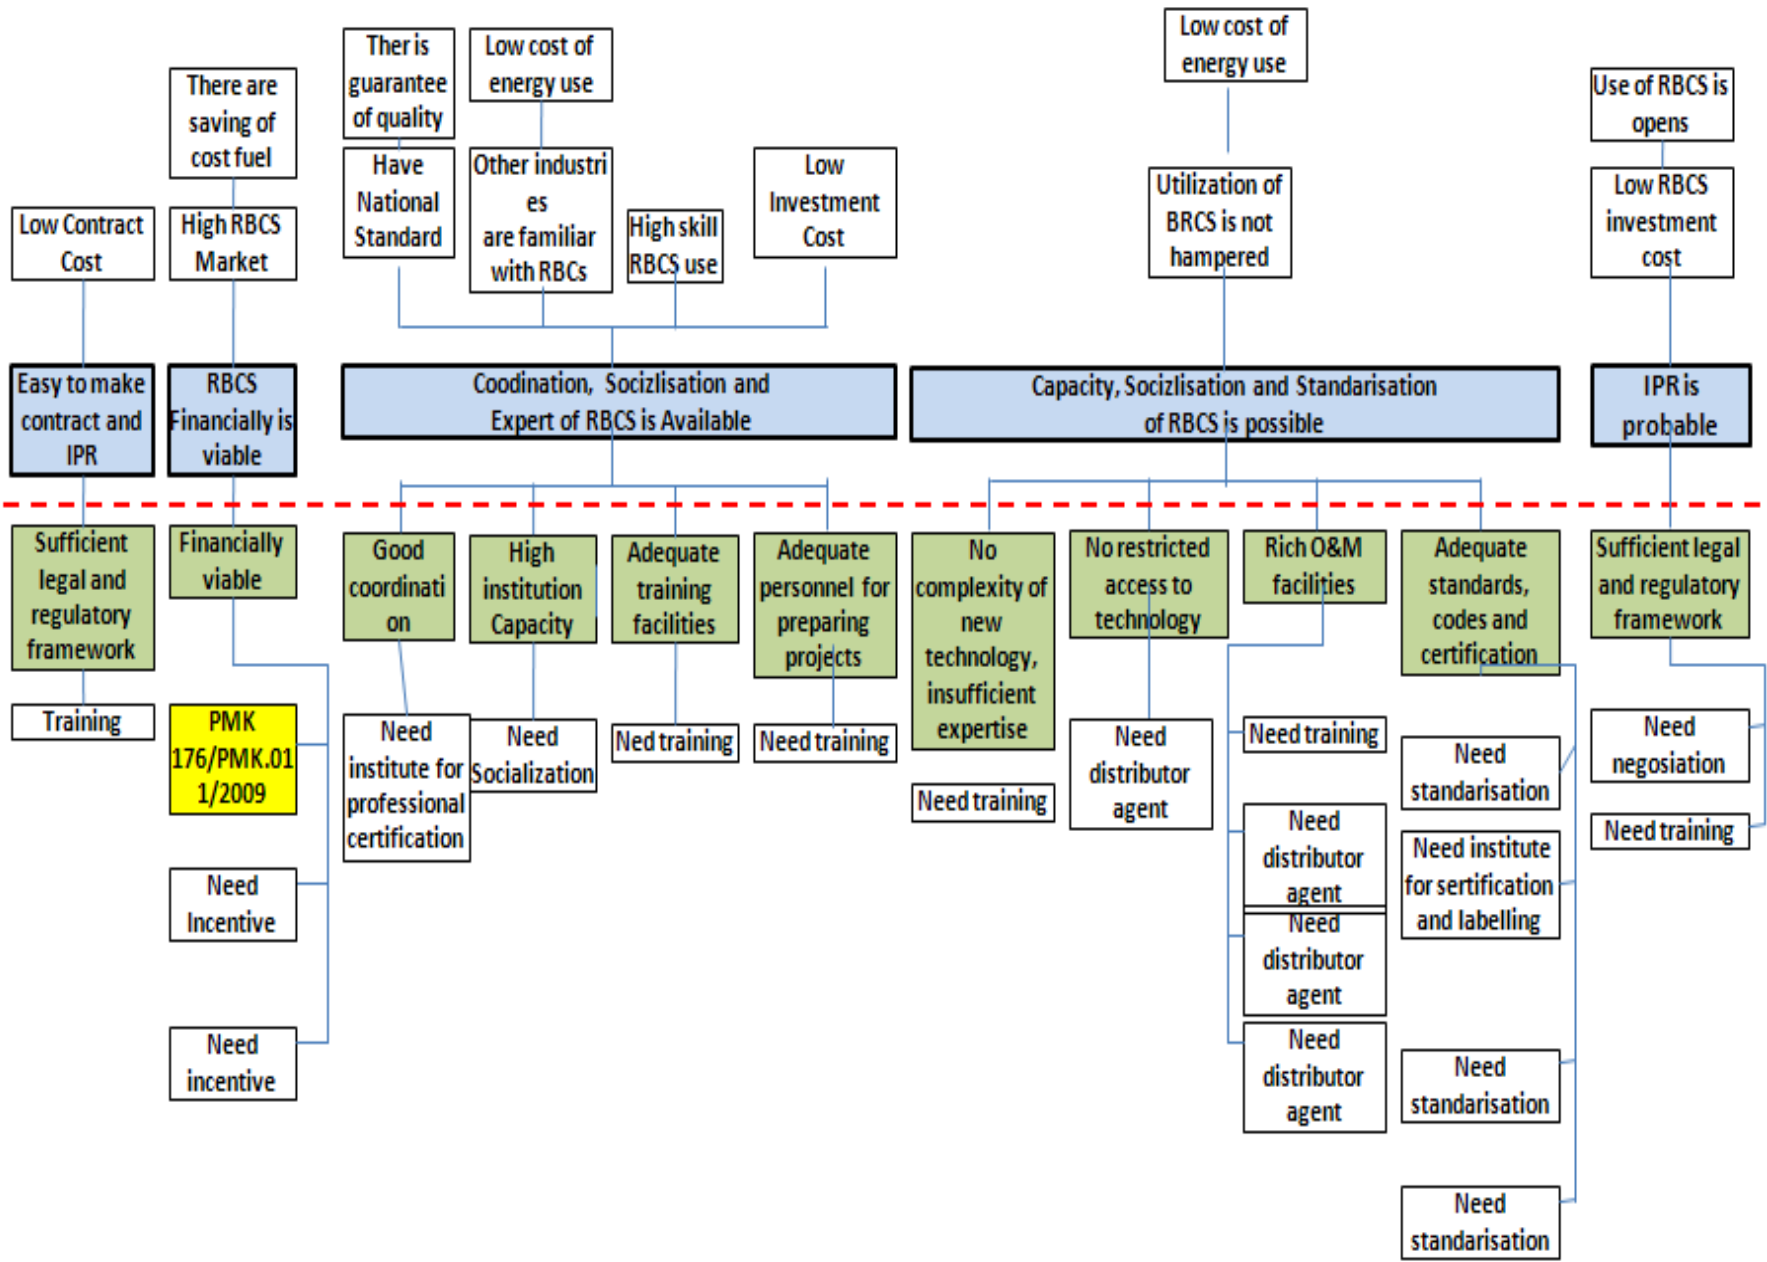 Low Contract
Cost
There are
saving of
cost fuel
High RBCS
Market
Ther is
guarantee
of quality
Have
National
Standard
Low cost of
energy use
Other industri
es
are familiar
with RBCs
High skill
RBCS use
Low
Investment
Cost
Low cost of
energy use
Utilization of
BRCS is not
hampered
Use of RBCS is
opens
Low RBCS
investment
cost
Easy to make
contract and
IPR
RBCS
Financially is
viable
Coodination, Socizlisation and
Expert of RBCS is Available
Capacity, Socizlisation and Standarisation
of RBCS is possible
IPR is
probable
Sufficient
legal and
regulatory
framework
Training
Financially
viable
PMK
176/PMK.01
1/2009
Need
Incentive
Need
incentive
Good
coordinati
on
Need
institute for
professional
certification
High
institution
Capacity
Need
Socialization
Adequate
training
facilities
Ned training
Adequate
personnel for
preparing
projects
Need training
No
complexity of
new
technology,
insufficient
expertise
Need training
No restricted
access to
technology
Need
distributor
agent
Rich O&M
facilities
Need training
Need
distributor
agent
Need
distributor
agent
Need
distributor
agent
Adequate
standards,
codes and
certification
Need
standarisation
Need institute
for sertification
and labelling
Need
standarisation
Need
standarisation
Sufficient legal
and regulatory
framework
Need
negosiation
Need training